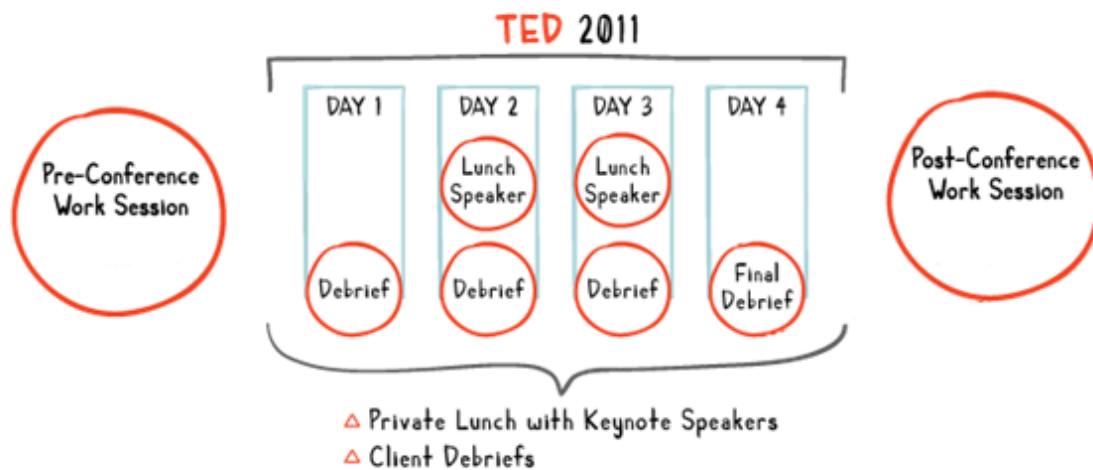 TED 2011
DAY 1
DAY 2
DAY 3
DAY 4
Pre-Conference
Work Session
Lunch
Speaker
Lunch
Speaker
Post-Conference
Work Session
Debrief
Debrief
Debrief
Final
Debrief
Private Lunch with Keynote Speakers
Client Debriefs